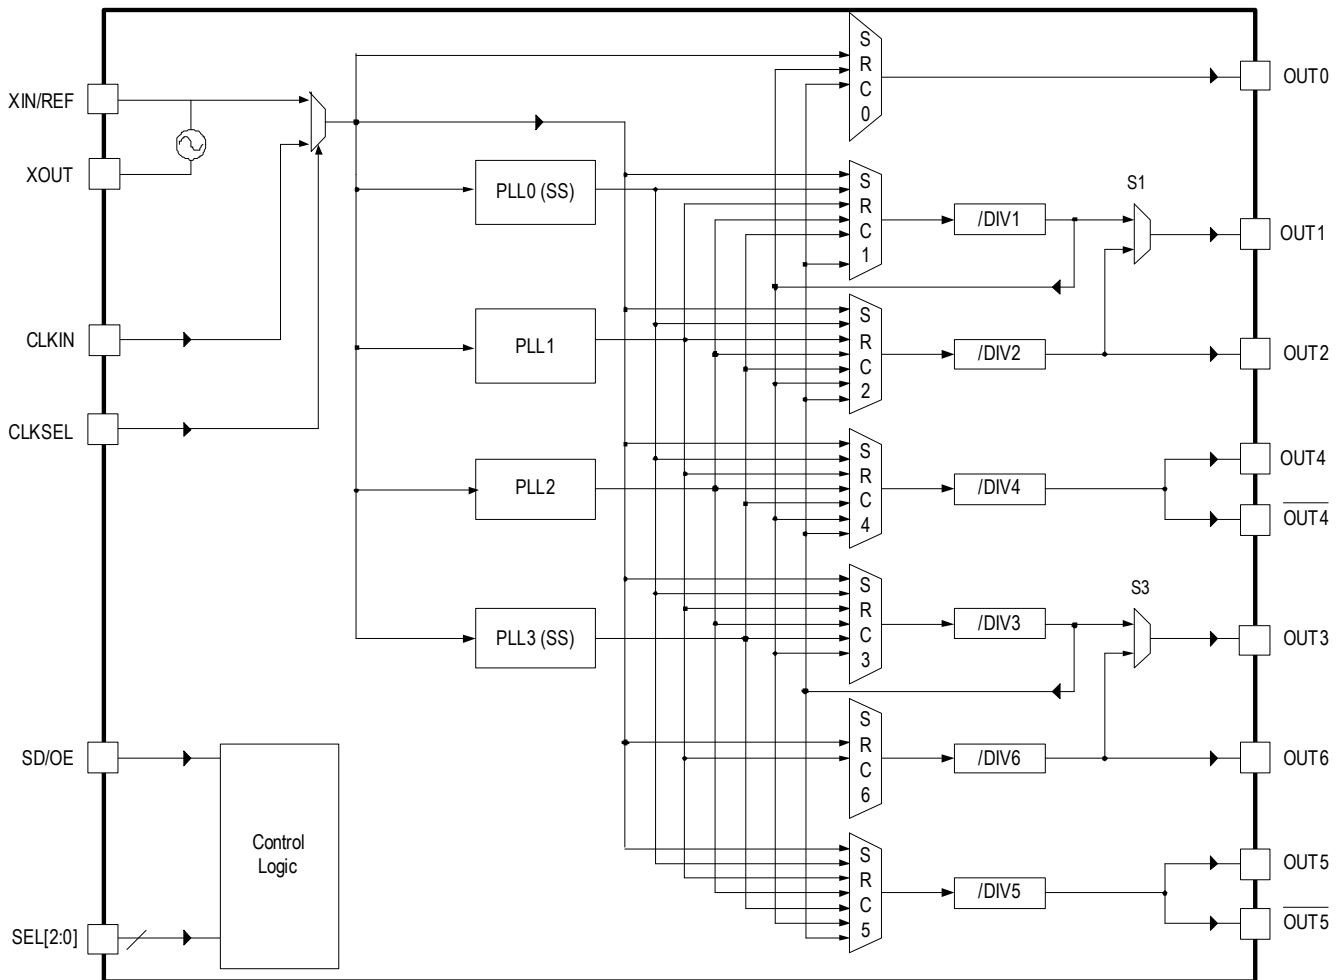 XIN/REF
XOUT
CLKIN
CLKSEL
SD/OE
SEL[2:0]
Control
Logic
PLL0 (SS)
PLL1
PLL2
PLL3 (SS)
SRC0
SRC1
SRC2
SRC4
SRC3
SRC6
SRC5
/DIV1
/DIV2
/DIV4
/DIV3
/DIV6
/DIV5
S1
S3
OUT0
OUT1
OUT2
OUT4
OUT4
OUT3
OUT6
OUT5
OUT5